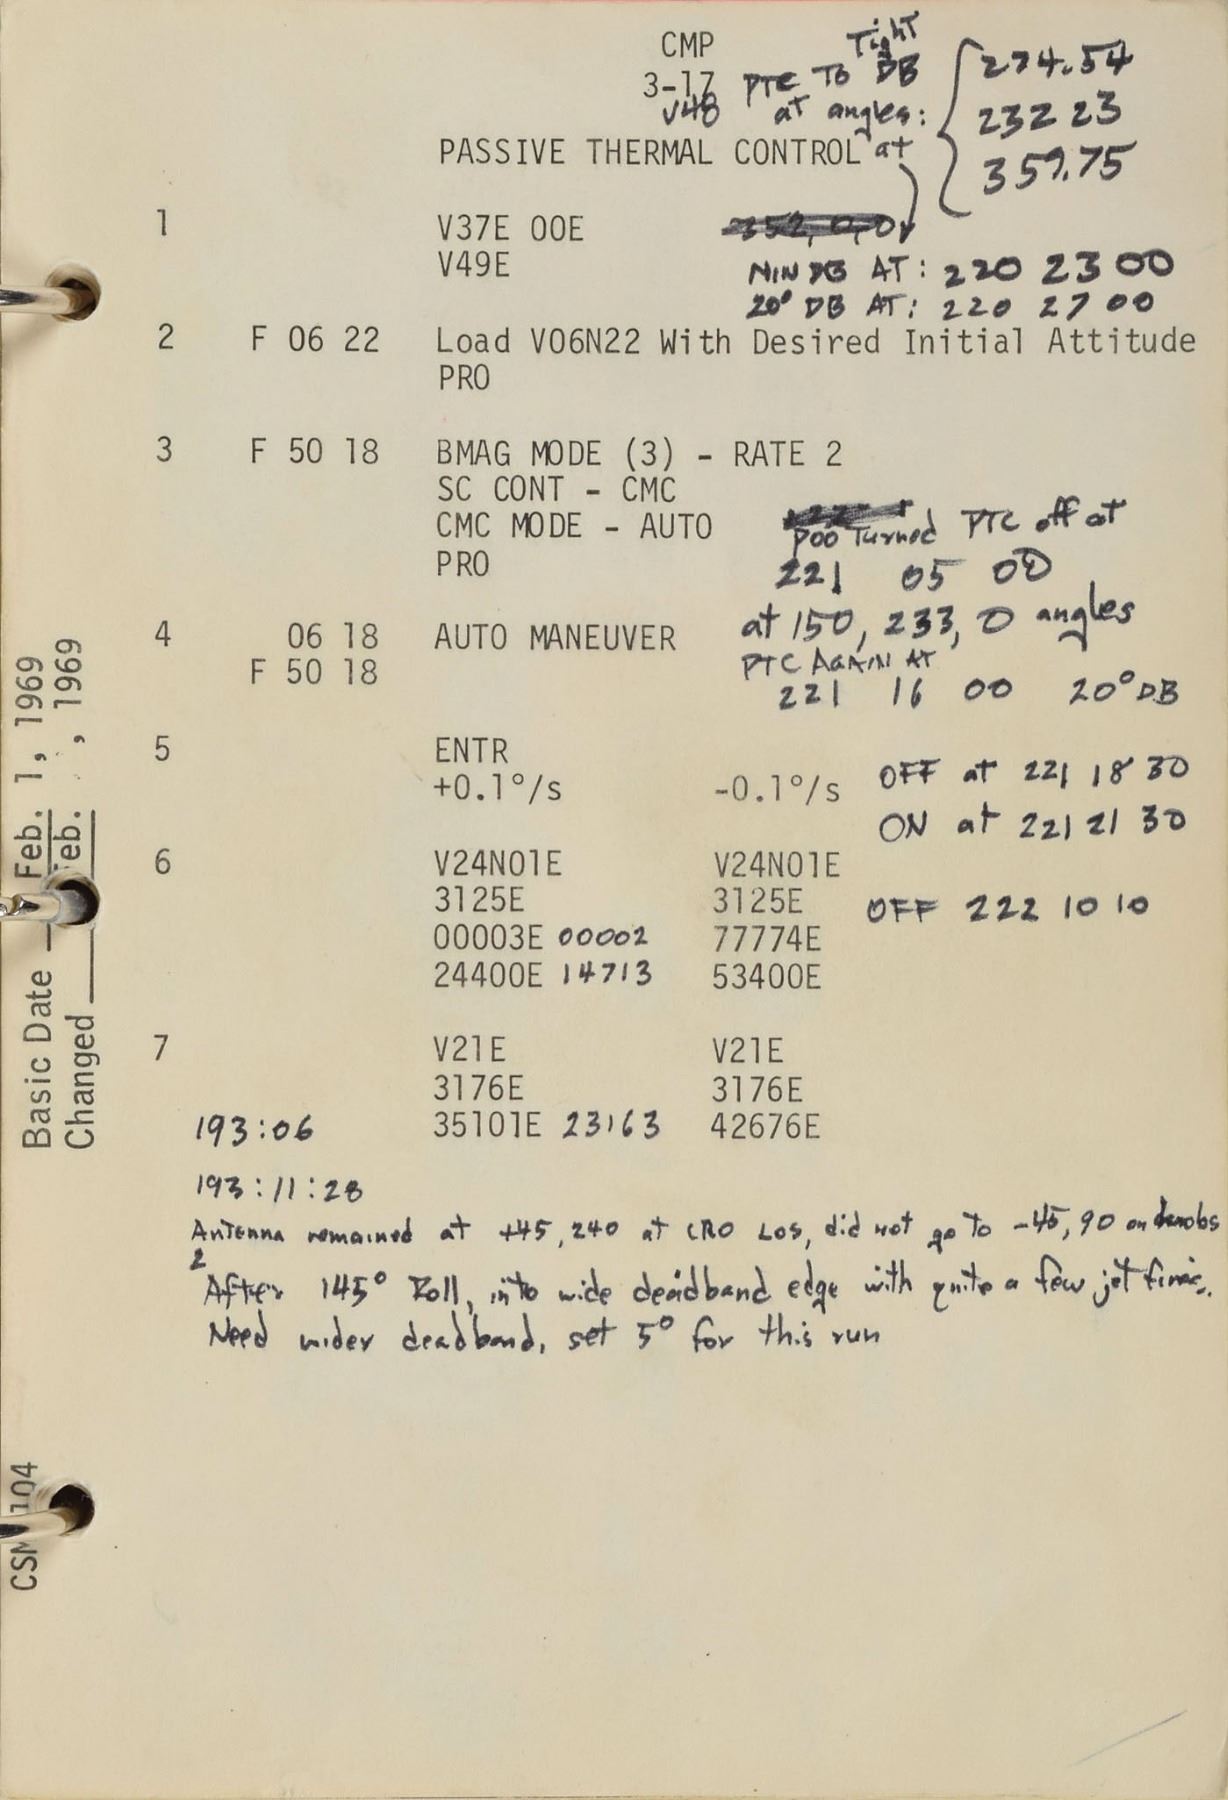 CMP Tight
3-17 PTC TO DB 274.54
V48 at angles: 232 23
PASSIVE THERMAL CONTROL at 359.75
1 V37E 00E
V49E MIN DB AT: 220 23 00
20° DB AT: 220 27 00
2 F 06 22 Load V06N22 With Desired Initial Attitude
PRO
3 F 50 18 BMAG MODE (3) - RATE 2
SC CONT - CMC
CMC MODE - AUTO POO Turned PTC off at
PRO 221 05 00
4 06 18 AUTO MANEUVER at 150, 233, 0 angles
F 50 18 PTC AGAIN AT
221 16 00 20° DB
5 ENTR
+0.1°/s -0.1°/s OFF at 221 18 30
ON at 221 21 30
6 V24N01E V24N01E
3125E 3125E OFF 222 10 10
00003E 00002 77774E
24400E 14713 53400E
7 V21E V21E
3176E 3176E
193:06 35101E 23163 42676E
193:11:28
Antenna remained at +45, 240 at CRO LOS, did not go to -45, 90 on
2
After 145° Roll, into wide deadband edge with quite a few jet firings.
Need wider deadband, set 5° for this run
Basic Date Feb. 1, 1969
Changed Feb. , 1969
CSM 104